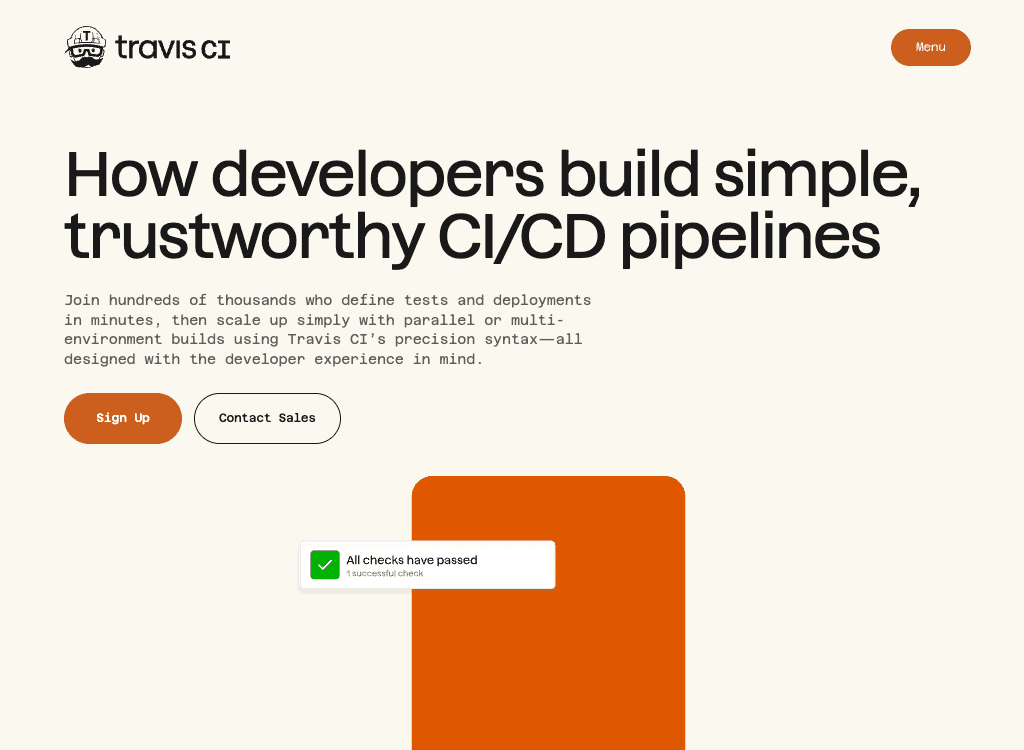 T
travis CI
Menu
How developers build simple,
trustworthy CI/CD pipelines
Join hundreds of thousands who define tests and deployments
in minutes, then scale up simply with parallel or multi-
environment builds using Travis CI’s precision syntax—all
designed with the developer experience in mind.
Sign Up
Contact Sales
All checks have passed
1 successful check